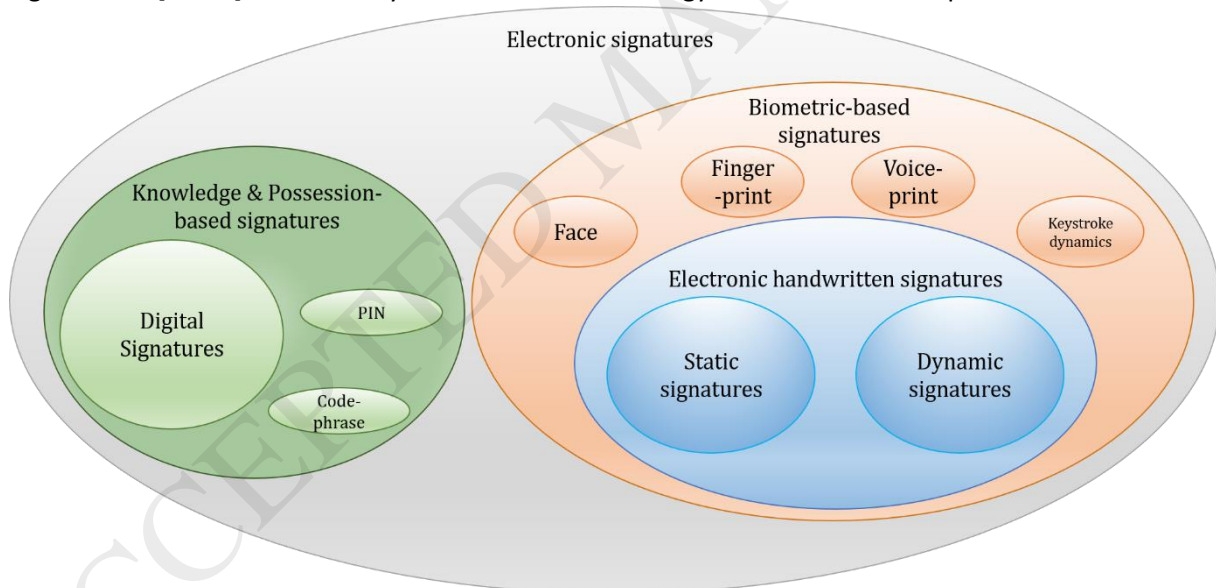 Electronic signatures
Biometric-based
signatures
Knowledge & Possession-
based signatures
Finger
-print
Voice-
print
Face
Keystroke
dynamics
Electronic handwritten signatures
Digital
Signatures
PIN
Code-
phrase
Static
signatures
Dynamic
signatures